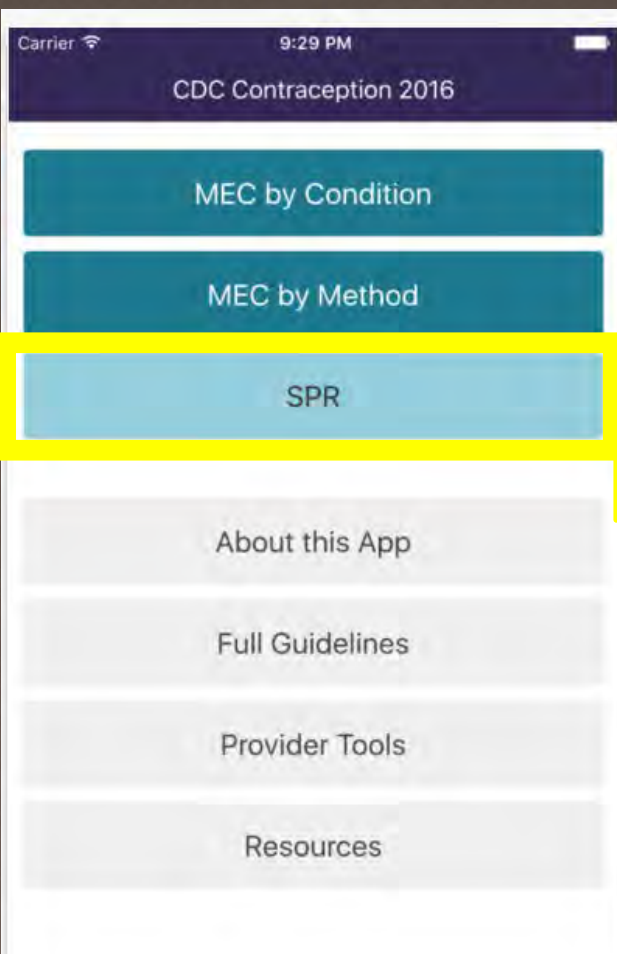 Carrier 9:29 PM
CDC Contraception 2016
MEC by Condition
MEC by Method
SPR
About this App
Full Guidelines
Provider Tools
Resources